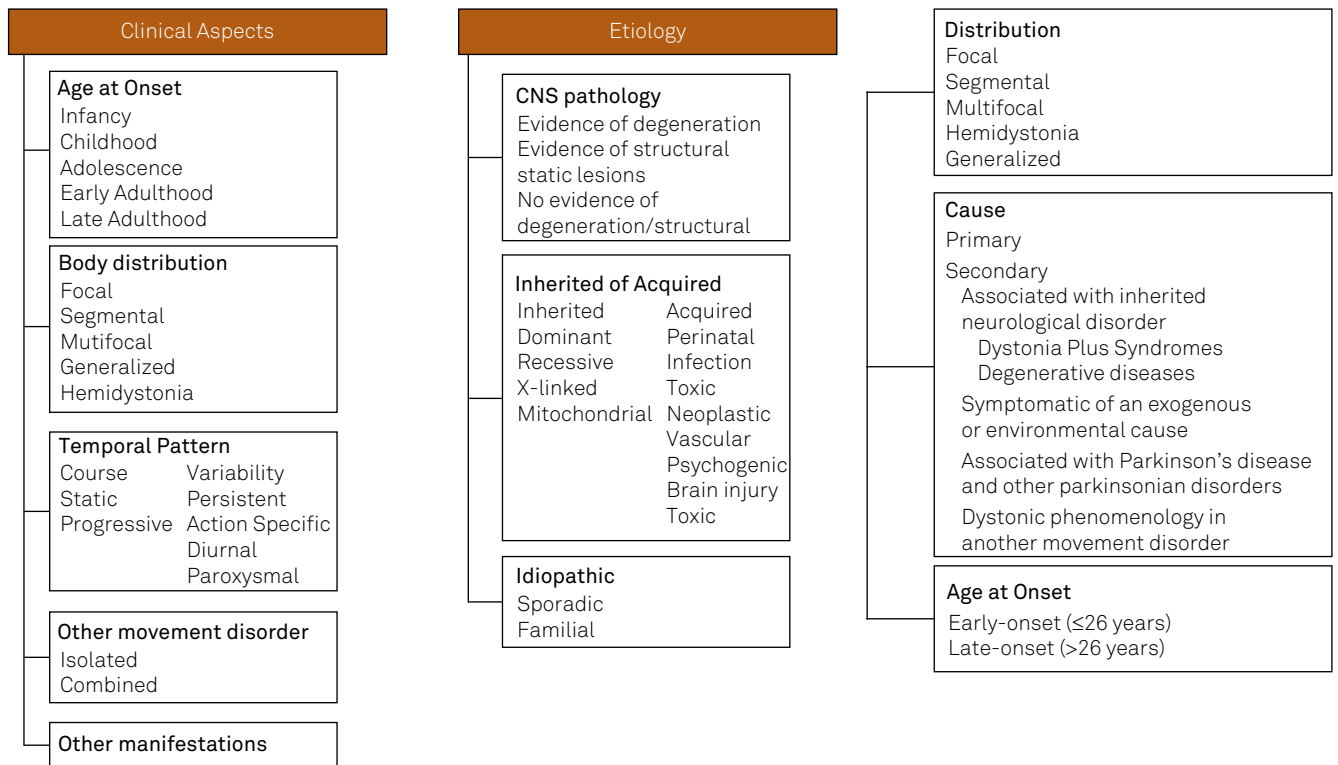 Clinical Aspects
Age at Onset
Infancy
Childhood
Adolescence
Early Adulthood
Late Adulthood
Body distribution
Focal
Segmental
Mutifocal
Generalized
Hemidystonia
Temporal Pattern
Course Variability
Static Persistent
Progressive Action Specific
Diurnal
Paroxysmal
Other movement disorder
Isolated
Combined
Other manifestations
Etiology
CNS pathology
Evidence of degeneration
Evidence of structural
static lesions
No evidence of
degeneration/structural
Inherited of Acquired
Inherited Acquired
Dominant Perinatal
Recessive Infection
X-linked Toxic
Mitochondrial Neoplastic
Vascular
Psychogenic
Brain injury
Toxic
Idiopathic
Sporadic
Familial
Distribution
Focal
Segmental
Multifocal
Hemidystonia
Generalized
Cause
Primary
Secondary
Associated with inherited
neurological disorder
Dystonia Plus Syndromes
Degenerative diseases
Symptomatic of an exogenous
or environmental cause
Associated with Parkinson's disease
and other parkinsonian disorders
Dystonic phenomenology in
another movement disorder
Age at Onset
Early-onset (≤26 years)
Late-onset (>26 years)